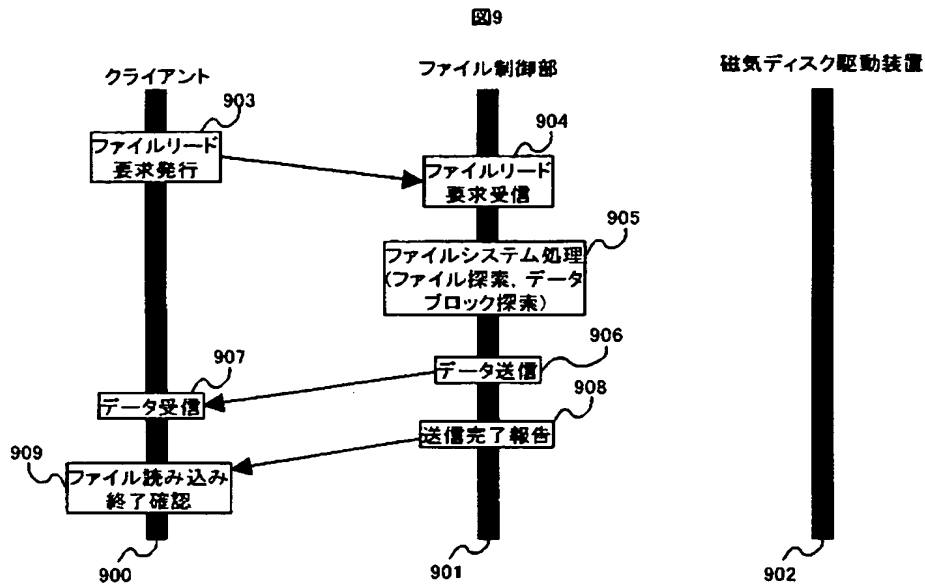 図9
クライアント
ファイル制御部
磁気ディスク駆動装置
903
ファイルリード
要求発行
904
ファイルリード
要求受信
905
ファイルシステム処理
(ファイル探索、データ
ブロック探索)
906
データ送信
907
データ受信
908
送信完了報告
909
ファイル読み込み
終了確認
900
901
902